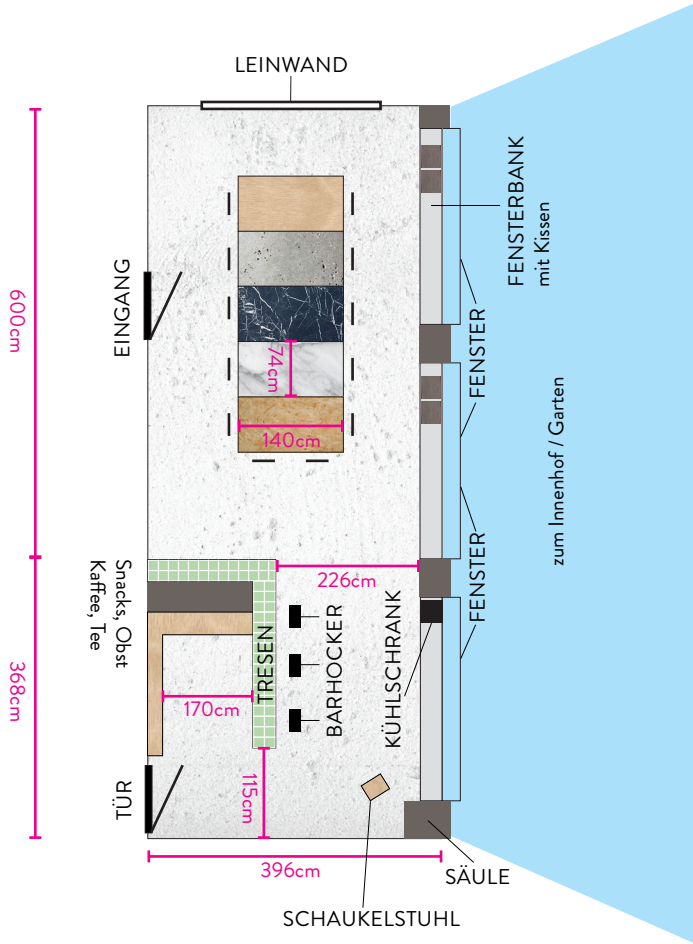 LEINWAND
EINGANG
600cm
74cm
140cm
FENSTERBANK
mit Kissen
FENSTER
zum Innenhof / Garten
FENSTER
FENSTER
Snacks, Obst
Kaffee, Tee
368cm
226cm
TRESEN
BARHOCKER
KÜHLSCHRANK
170cm
115cm
TÜR
396cm
SÄULE
SCHAUKELSTUHL